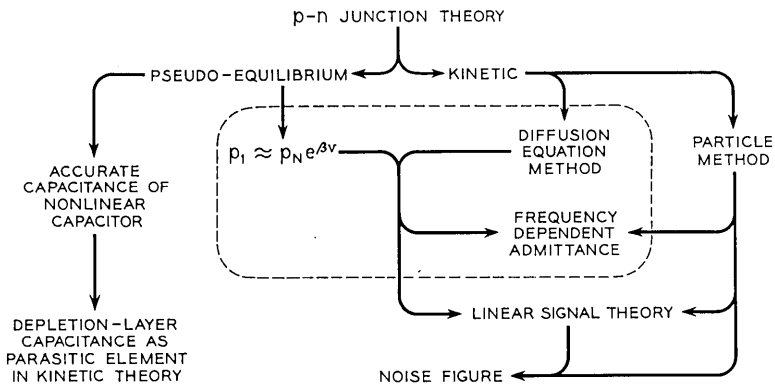 p-n JUNCTION THEORY
PSEUDO-EQUILIBRIUM
KINETIC
p₁ ≈ p_N e^βv
DIFFUSION
EQUATION
METHOD
PARTICLE
METHOD
ACCURATE
CAPACITANCE OF
NONLINEAR
CAPACITOR
FREQUENCY
DEPENDENT
ADMITTANCE
DEPLETION-LAYER
CAPACITANCE AS
PARASITIC ELEMENT
IN KINETIC THEORY
LINEAR SIGNAL THEORY
NOISE FIGURE